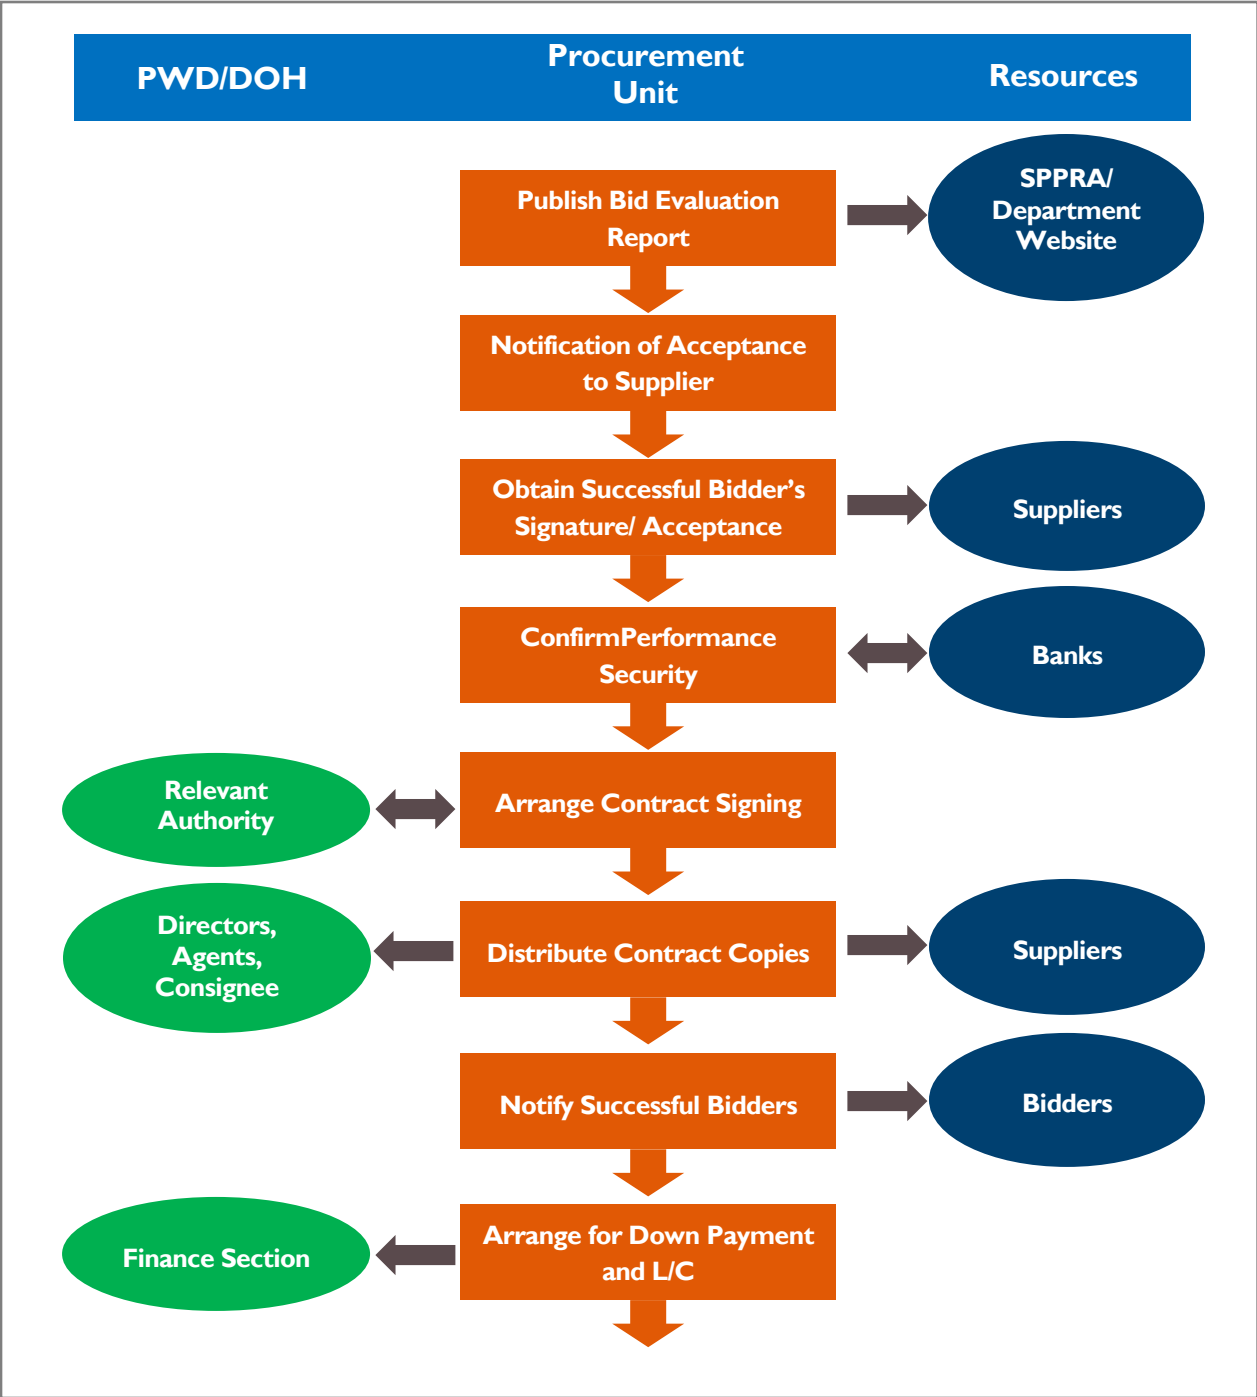 PWD/DOH
Procurement
Unit
Resources
Publish Bid Evaluation
Report
SPPRA/
Department
Website
Notification of Acceptance
to Supplier
Obtain Successful Bidder’s
Signature/ Acceptance
Suppliers
ConfirmPerformance
Security
Banks
Relevant
Authority
Arrange Contract Signing
Directors,
Agents,
Consignee
Distribute Contract Copies
Suppliers
Notify Successful Bidders
Bidders
Finance Section
Arrange for Down Payment
and L/C